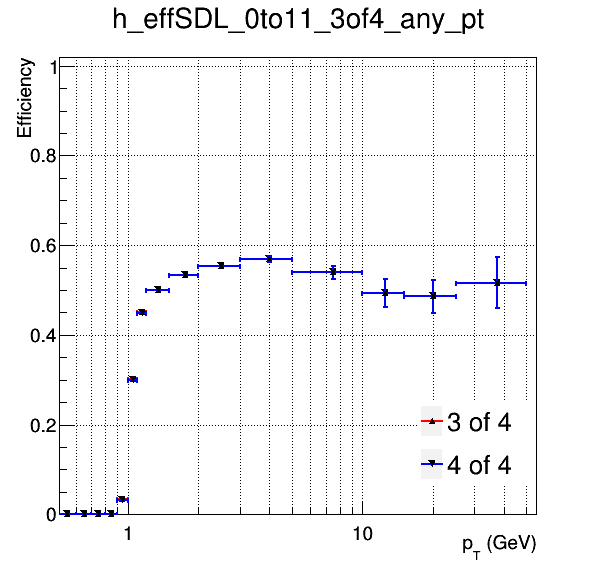 h_effSDL_0to11_3of4_any_pt
Efficiency
1
0.8
0.6
0.4
0.2
0
1
10
p_T (GeV)
3 of 4
4 of 4